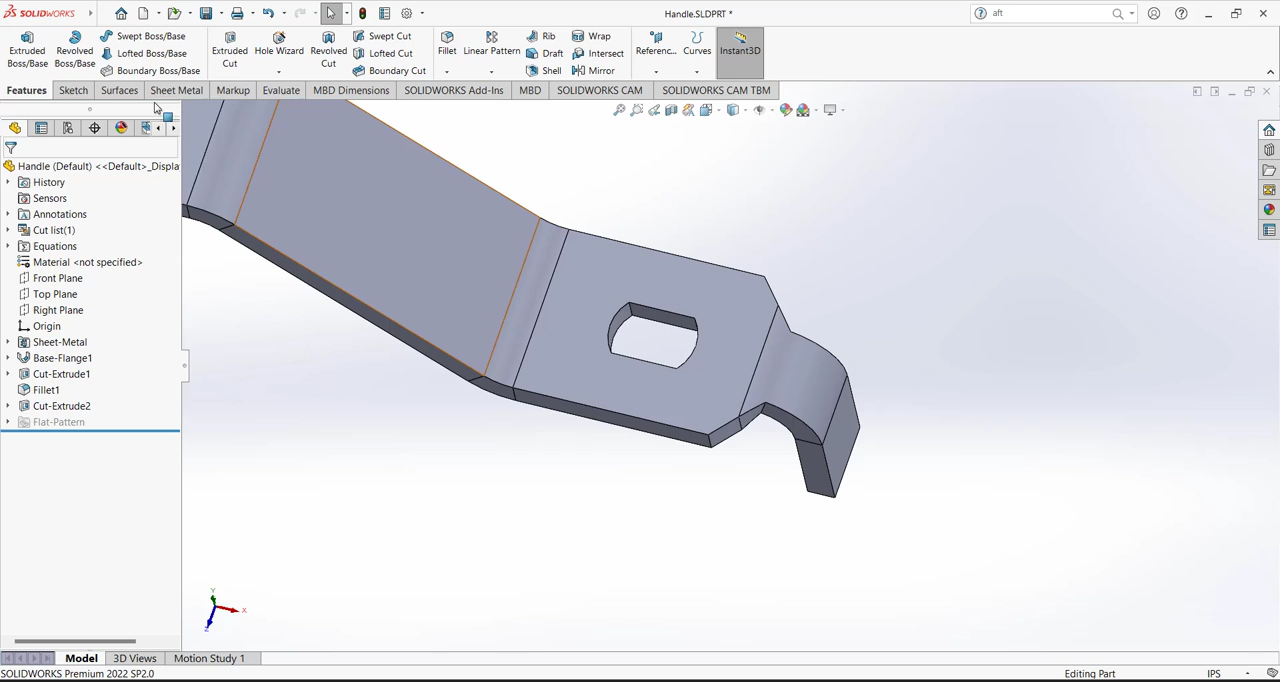 SOLIDWORKS
Handle.SLDPRT *
aft
Extruded Boss/Base
Revolved Boss/Base
Swept Boss/Base
Lofted Boss/Base
Boundary Boss/Base
Extruded Cut
Hole Wizard
Revolved Cut
Swept Cut
Lofted Cut
Boundary Cut
Fillet
Linear Pattern
Rib
Draft
Shell
Wrap
Intersect
Mirror
Referenc...
Curves
Instant3D
Features
Sketch
Surfaces
Sheet Metal
Markup
Evaluate
MBD Dimensions
SOLIDWORKS Add-Ins
MBD
SOLIDWORKS CAM
SOLIDWORKS CAM TBM
Handle (Default) <<Default>_Displa
History
Sensors
Annotations
Cut list(1)
Equations
Material <not specified>
Front Plane
Top Plane
Right Plane
Origin
Sheet-Metal
Base-Flange1
Cut-Extrude1
Fillet1
Cut-Extrude2
Flat-Pattern
Y
X
Z
Model
3D Views
Motion Study 1
SOLIDWORKS Premium 2022 SP2.0
Editing Part
IPS